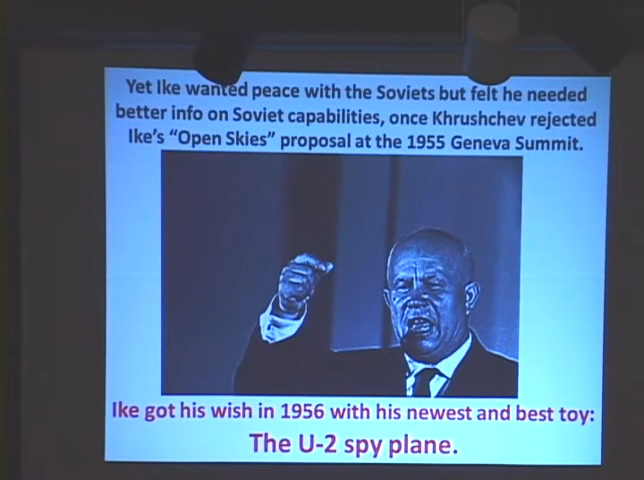 Yet Ike wanted peace with the Soviets but felt he needed
better info on Soviet capabilities, once Khrushchev rejected
Ike's “Open Skies” proposal at the 1955 Geneva Summit.
Ike got his wish in 1956 with his newest and best toy:
The U-2 spy plane.